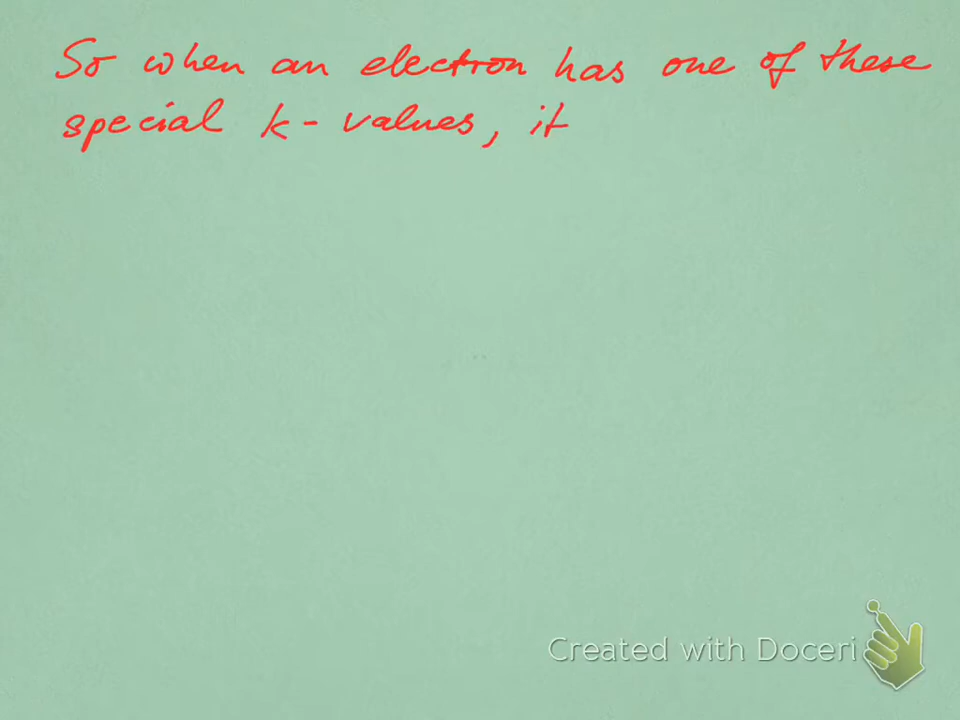 So when an electron has one of these
special k-values, it
Created with Doceri